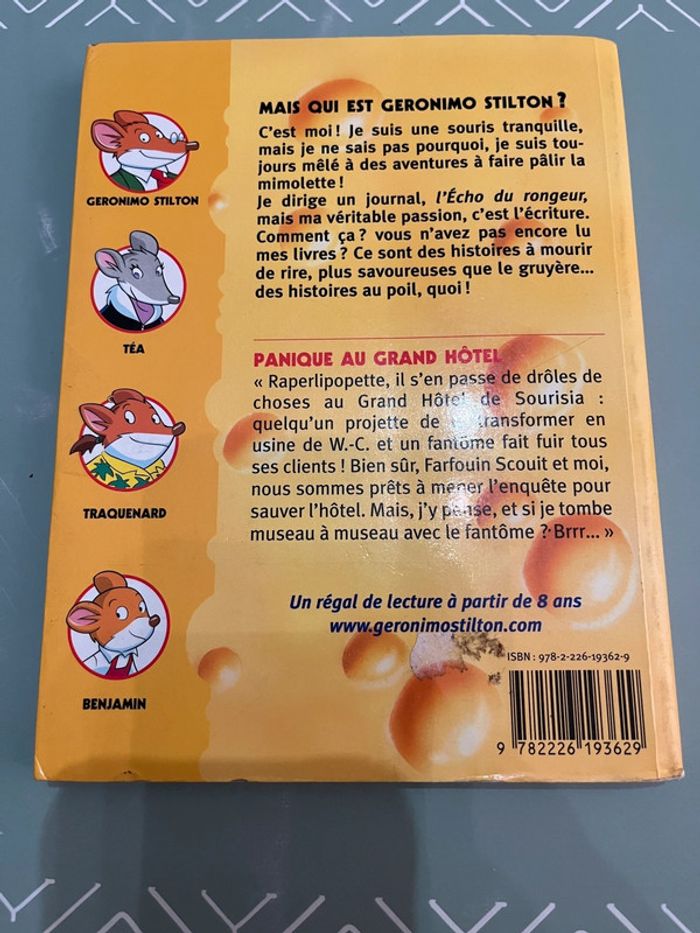 GERONIMO STILTON
TÉA
TRAQUENARD
BENJAMIN
MAIS QUI EST GERONIMO STILTON ?
C'est moi ! Je suis une souris tranquille,
mais je ne sais pas pourquoi, je suis tou-
jours mêlé à des aventures à faire pâlir la
mimolette !
Je dirige un journal, l'Écho du rongeur,
mais ma véritable passion, c'est l'écriture.
Comment ça ? vous n'avez pas encore lu
mes livres ? Ce sont des histoires à mourir
de rire, plus savoureuses que le gruyère...
des histoires au poil, quoi !
PANIQUE AU GRAND HÔTEL
« Raperlipopette, il s'en passe de drôles de
choses au Grand Hôtel de Sourisia :
quelqu'un projette de transformer en
usine de W.-C. et un fantôme fait fuir tous
ses clients ! Bien sûr, Farfouin Scouit et moi,
nous sommes prêts à mener l'enquête pour
sauver l'hôtel. Mais, j'y pense, et si je tombe
museau à museau avec le fantôme ? Brrr... »
Un régal de lecture à partir de 8 ans
www.geronimostilton.com
ISBN : 978-2-226-19362-9
9 782226 193629